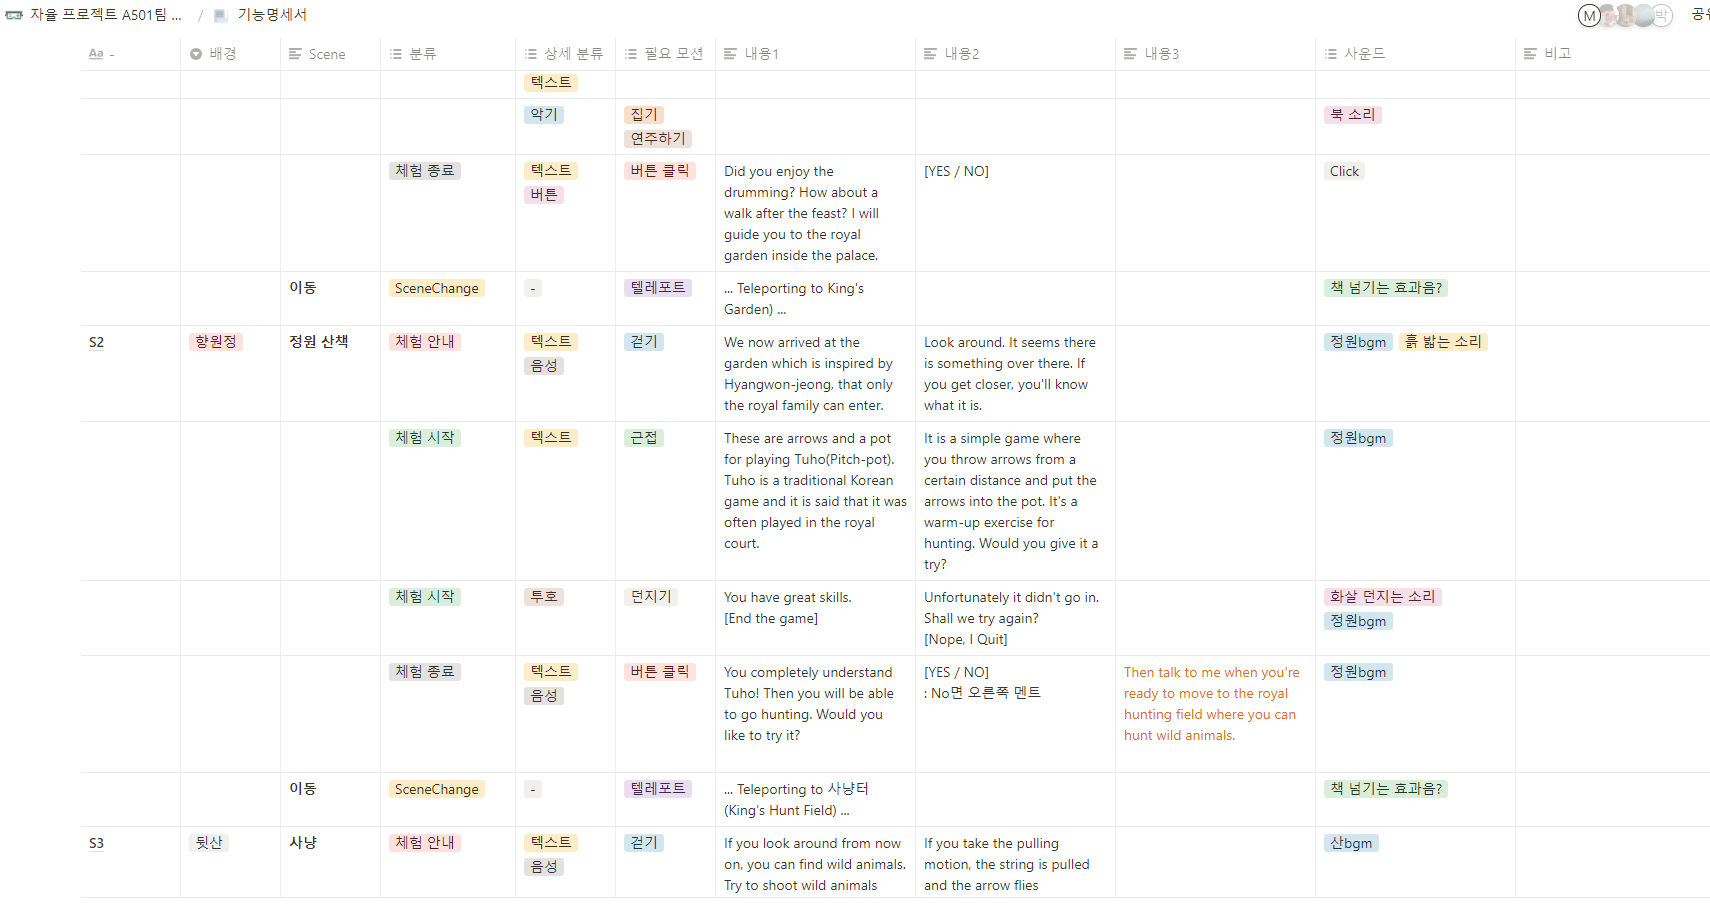 자율 프로젝트 A501팀 ... / 기능명세서
M 박 공유
Aa - 배경 Scene 분류 상세 분류 필요 모션 내용1 내용2 내용3 사운드 비고
텍스트
악기 집기 북 소리
연주하기
체험 종료 텍스트 버튼 클릭 Did you enjoy the [YES / NO] Click
버튼 drumming? How about a
walk after the feast? I will
guide you to the royal
garden inside the palace.
이동 SceneChange - 텔레포트 ... Teleporting to King's 책 넘기는 효과음?
Garden) ...
S2 향원정 정원 산책 체험 안내 텍스트 걷기 We now arrived at the Look around. It seems there 정원bgm 흙 밟는 소리
음성 garden which is inspired by is something over there. If
Hyangwon-jeong, that only you get closer, you'll know
the royal family can enter. what it is.
체험 시작 텍스트 근접 These are arrows and a pot It is a simple game where 정원bgm
for playing Tuho(Pitch-pot). you throw arrows from a
Tuho is a traditional Korean certain distance and put the
game and it is said that it was arrows into the pot. It's a
often played in the royal warm-up exercise for
court. hunting. Would you give it a
try?
체험 시작 투호 던지기 You have great skills. Unfortunately it didn't go in. 화살 던지는 소리
[End the game] Shall we try again? 정원bgm
[Nope, I Quit]
체험 종료 텍스트 버튼 클릭 You completely understand [YES / NO] Then talk to me when you're 정원bgm
음성 Tuho! Then you will be able : No면 오른쪽 멘트 ready to move to the royal
to go hunting. Would you hunting field where you can
like to try it? hunt wild animals.
이동 SceneChange - 텔레포트 ... Teleporting to 사냥터 책 넘기는 효과음?
(King's Hunt Field) ...
S3 뒷산 사냥 체험 안내 텍스트 걷기 If you look around from now If you take the pulling 산bgm
음성 on, you can find wild animals. motion, the string is pulled
Try to shoot wild animals and the arrow flies